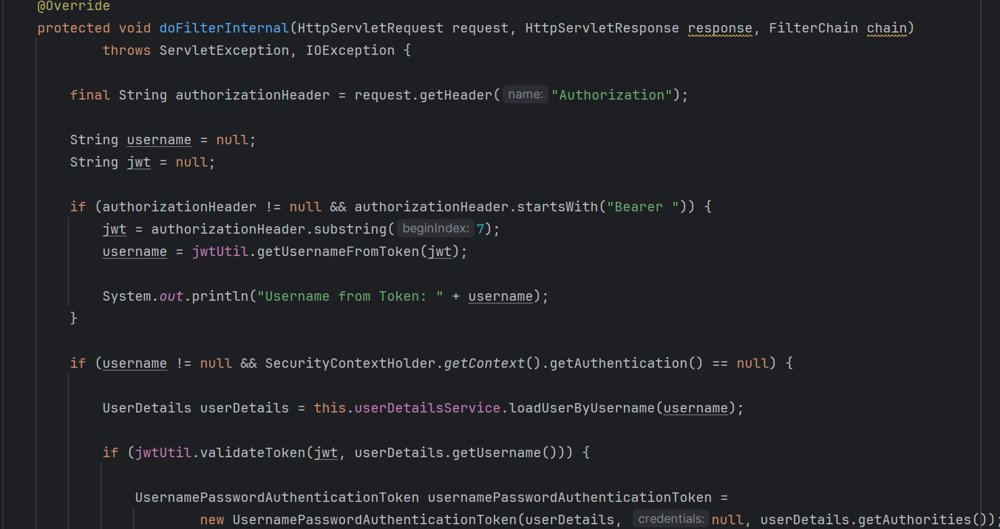 @Override
protected void doFilterInternal(HttpServletRequest request, HttpServletResponse response, FilterChain chain)
throws ServletException, IOException {
final String authorizationHeader = request.getHeader( name: "Authorization");
String username = null;
String jwt = null;
if (authorizationHeader != null && authorizationHeader.startsWith("Bearer ")) {
jwt = authorizationHeader.substring( beginIndex: 7);
username = jwtUtil.getUsernameFromToken(jwt);
System.out.println("Username from Token: " + username);
}
if (username != null && SecurityContextHolder.getContext().getAuthentication() == null) {
UserDetails userDetails = this.userDetailsService.loadUserByUsername(username);
if (jwtUtil.validateToken(jwt, userDetails.getUsername())) {
UsernamePasswordAuthenticationToken usernamePasswordAuthenticationToken =
new UsernamePasswordAuthenticationToken(userDetails, credentials: null, userDetails.getAuthorities());